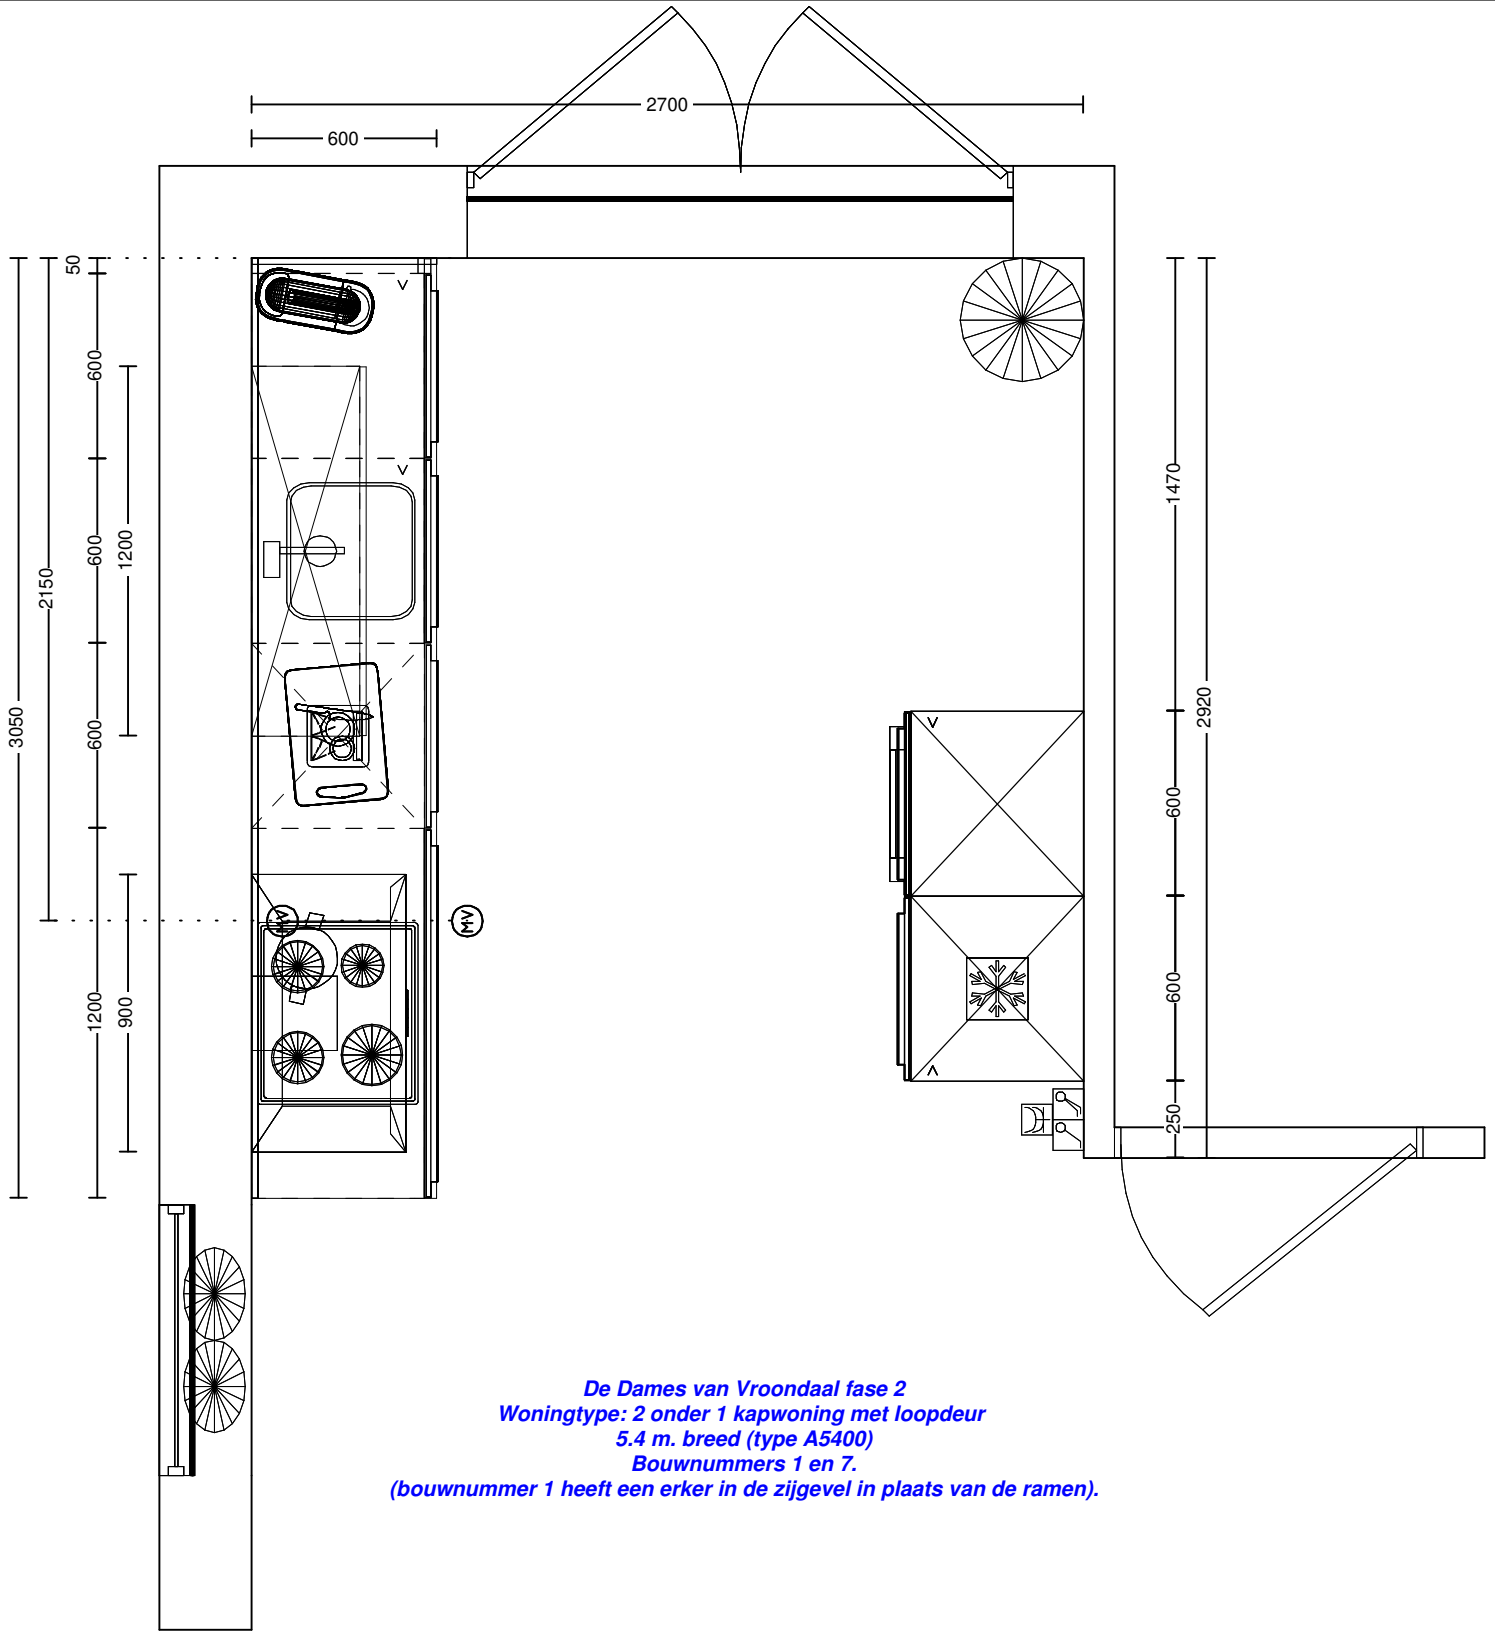 2700
600
50
600
600
1200
2150
3050
600
1200
900
1470
2920
600
600
250
MV
MV
De Dames van Vroondaal fase 2
Woningtype: 2 onder 1 kapwoning met loopdeur
5.4 m. breed (type A5400)
Bouwnummers 1 en 7.
(bouwnummer 1 heeft een erker in de zijgevel in plaats van de ramen).